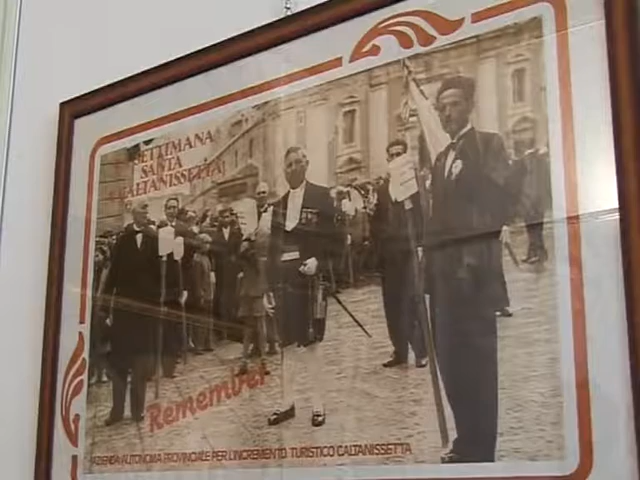 SETTIMANA
SANTA
A CALTANISSETTA
Remember
AZIENDA AUTONOMA PROVINCIALE PER L'INCREMENTO TURISTICO CALTANISSETTA